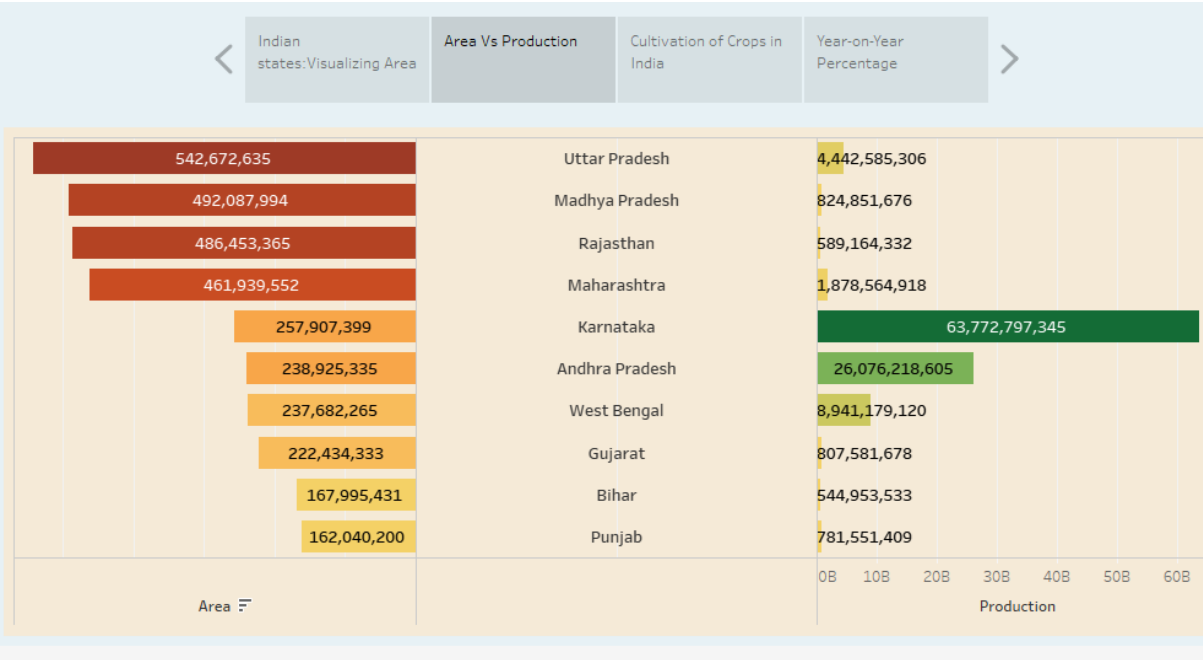 Indian
states:Visualizing Area
Area Vs Production
Cultivation of Crops in
India
Year-on-Year
Percentage
542,672,635 Uttar Pradesh 4,442,585,306
492,087,994 Madhya Pradesh 824,851,676
486,453,365 Rajasthan 589,164,332
461,939,552 Maharashtra 1,878,564,918
257,907,399 Karnataka 63,772,797,345
238,925,335 Andhra Pradesh 26,076,218,605
237,682,265 West Bengal 8,941,179,120
222,434,333 Gujarat 807,581,678
167,995,431 Bihar 544,953,533
162,040,200 Punjab 781,551,409
0B 10B 20B 30B 40B 50B 60B
Area Production